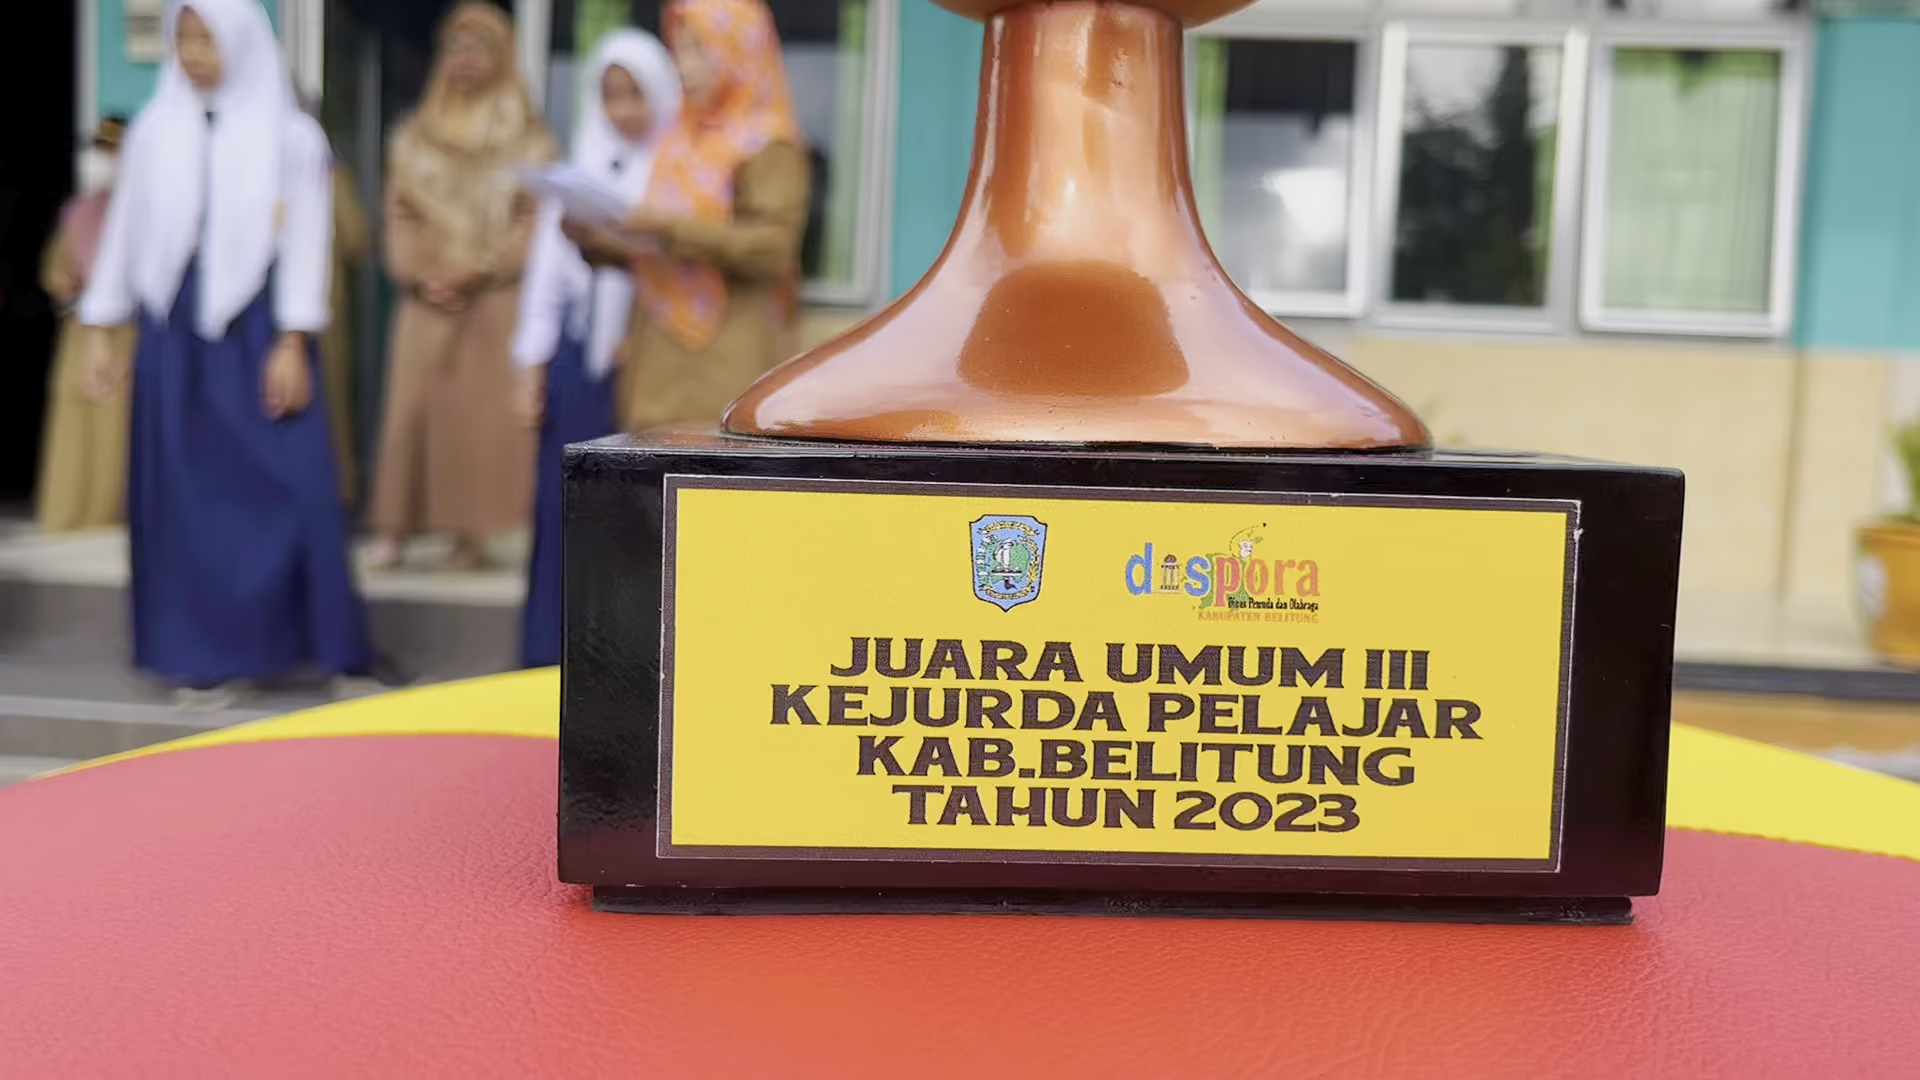 dispora
Dinas Pemuda dan Olahraga
KABUPATEN BELITUNG
JUARA UMUM III
KEJURDA PELAJAR
KAB.BELITUNG
TAHUN 2023